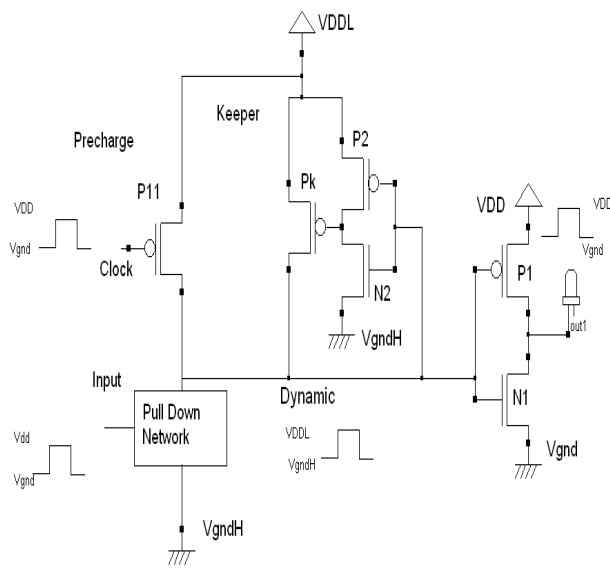 VDDL
Keeper
Precharge
P2
P11
Pk
VDD
VDD
VDD
Vgnd
Vgnd
Clock
P1
N2
out1
VgndH
Input
Dynamic
N1
Pull Down
Network
VDDL
Vdd
VgndH
Vgnd
Vgnd
VgndH